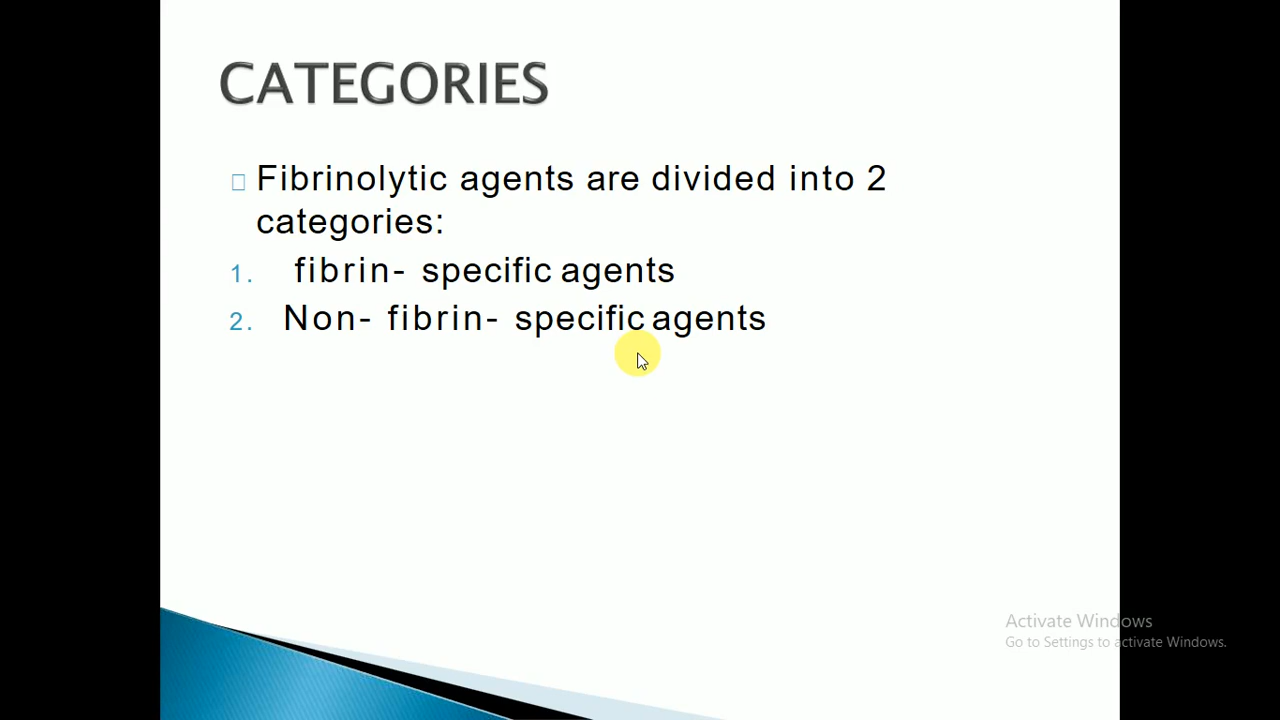 CATEGORIES
Fibrinolytic agents are divided into 2
categories:
1. fibrin- specific agents
2. Non- fibrin- specific agents
Activate Windows
Go to Settings to activate Windows.